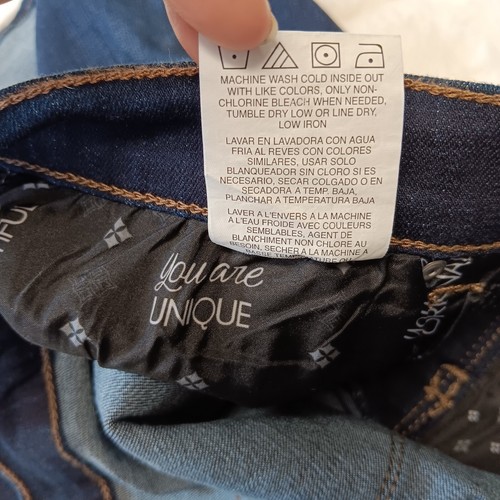 MACHINE WASH COLD INSIDE OUT
WITH LIKE COLORS, ONLY NON-
CHLORINE BLEACH WHEN NEEDED,
TUMBLE DRY LOW OR LINE DRY,
LOW IRON
LAVAR EN LAVADORA CON AGUA
FRIA AL REVES CON COLORES
SIMILARES, USAR SOLO
BLANQUEADOR SIN CLORO SI ES
NECESARIO, SECAR COLGADO O EN
SECADORA A TEMP. BAJA,
PLANCHAR A TEMPERATURA BAJA
LAVER A L'ENVERS A LA MACHINE
A L'EAU FROIDE AVEC COULEURS
SEMBLABLES, AGENT DE
BLANCHIMENT NON CHLORE AU
BESOIN, SECHER A LA MACHINE A
BASSE TEMPERATURE OU
You are
UNIQUE